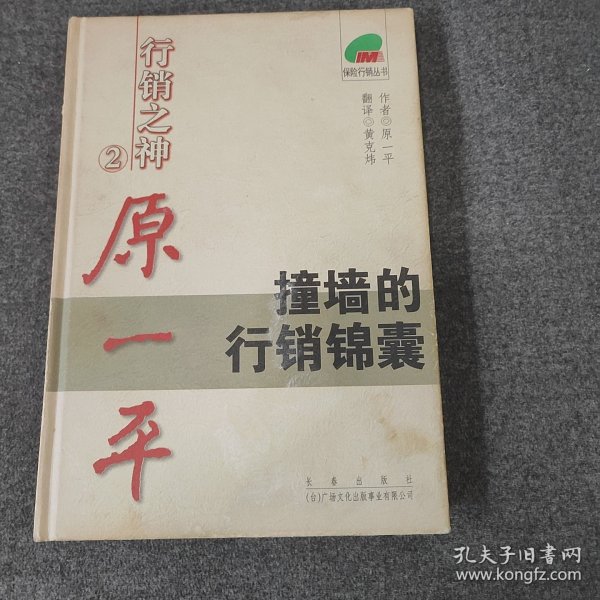 IM
保险行销丛书
作者◎原一平
翻译◎黄克炜
行销之神
②
原一平
撞墙的
行销锦囊
长春出版社
(台)广场文化出版事业有限公司
孔夫子旧书网
www.kongfz.com